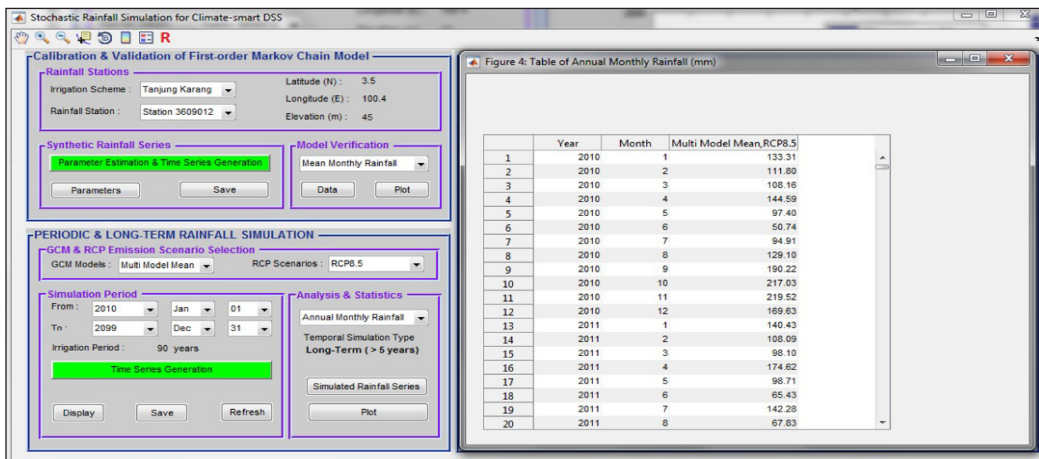 Stochastic Rainfall Simulation for Climate-smart DSS
R
Calibration & Validation of First-order Markov Chain Model
Rainfall Stations
Irrigation Scheme : Tanjung Karang
Latitude (N) : 3.5
Longitude (E) : 100.4
Rainfall Station : Station 3609012
Elevation (m) : 45
Synthetic Rainfall Series
Parameter Estimation & Time Series Generation
Parameters Save
Model Verification
Mean Monthly Rainfall
Data Plot
PERIODIC & LONG-TERM RAINFALL SIMULATION
GCM & RCP Emission Scenario Selection
GCM Models : Multi Model Mean RCP Scenarios : RCP8.5
Simulation Period
From : 2010 Jan 01
Tn : 2099 Dec 31
Irrigation Period : 90 years
Time Series Generation
Display Save Refresh
Analysis & Statistics
Annual Monthly Rainfall
Temporal Simulation Type
Long-Term ( > 5 years)
Simulated Rainfall Series
Plot
Figure 4: Table of Annual Monthly Rainfall (mm)
Year Month Multi Model Mean,RCP8.5
1 2010 1 133.31
2 2010 2 111.80
3 2010 3 108.16
4 2010 4 144.59
5 2010 5 97.40
6 2010 6 50.74
7 2010 7 94.91
8 2010 8 129.10
9 2010 9 190.22
10 2010 10 217.03
11 2010 11 219.52
12 2010 12 169.63
13 2011 1 140.43
14 2011 2 108.09
15 2011 3 98.10
16 2011 4 174.62
17 2011 5 98.71
18 2011 6 65.43
19 2011 7 142.28
20 2011 8 67.83